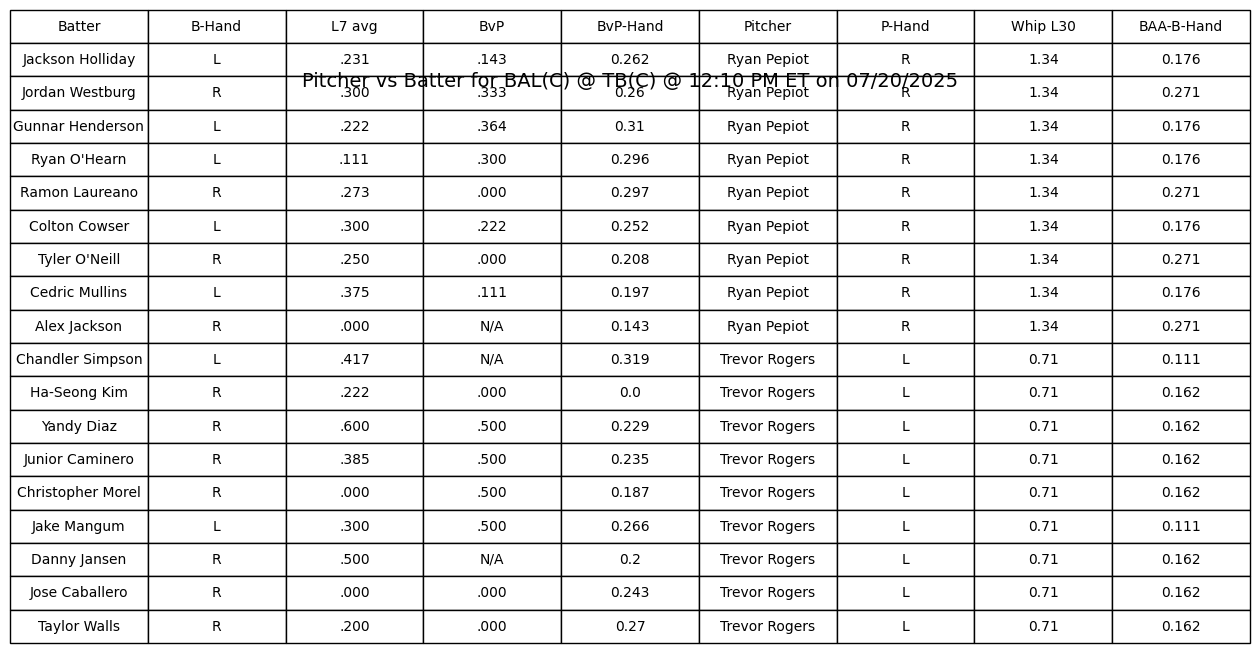 Batter B-Hand L7 avg BvP BvP-Hand Pitcher P-Hand Whip L30 BAA-B-Hand
Jackson Holliday L .231 .143 0.262 Ryan Pepiot R 1.34 0.176
Pitcher vs Batter for BAL(C) @ TB(C) @ 12:10 PM ET on 07/20/2025
Jordan Westburg R .300 .333 0.26 Ryan Pepiot R 1.34 0.271
Gunnar Henderson L .222 .364 0.31 Ryan Pepiot R 1.34 0.176
Ryan O'Hearn L .111 .300 0.296 Ryan Pepiot R 1.34 0.176
Ramon Laureano R .273 .000 0.297 Ryan Pepiot R 1.34 0.271
Colton Cowser L .300 .222 0.252 Ryan Pepiot R 1.34 0.176
Tyler O'Neill R .250 .000 0.208 Ryan Pepiot R 1.34 0.271
Cedric Mullins L .375 .111 0.197 Ryan Pepiot R 1.34 0.176
Alex Jackson R .000 N/A 0.143 Ryan Pepiot R 1.34 0.271
Chandler Simpson L .417 N/A 0.319 Trevor Rogers L 0.71 0.111
Ha-Seong Kim R .222 .000 0.0 Trevor Rogers L 0.71 0.162
Yandy Diaz R .600 .500 0.229 Trevor Rogers L 0.71 0.162
Junior Caminero R .385 .500 0.235 Trevor Rogers L 0.71 0.162
Christopher Morel R .000 .500 0.187 Trevor Rogers L 0.71 0.162
Jake Mangum L .300 .500 0.266 Trevor Rogers L 0.71 0.111
Danny Jansen R .500 N/A 0.2 Trevor Rogers L 0.71 0.162
Jose Caballero R .000 .000 0.243 Trevor Rogers L 0.71 0.162
Taylor Walls R .200 .000 0.27 Trevor Rogers L 0.71 0.162